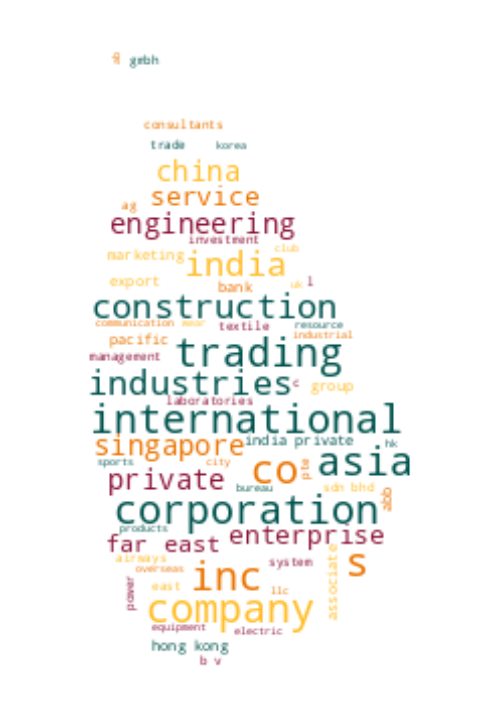 gmbh
consultants
trade korea
china
service
ag
engineering
investment
club
marketing
india
export
bank
uk l
construction
communication wear textile resource
industrial
pacific
trading
management
industries c group
laboratories
international
singapore india private hk
asia
sports city
co pte
private
bureau sdn bhd
abb
corporation
products
enterprise
far east
airways
associate
system
s
overseas
inc
east llc
power
company
equipment electric
hong kong
b v